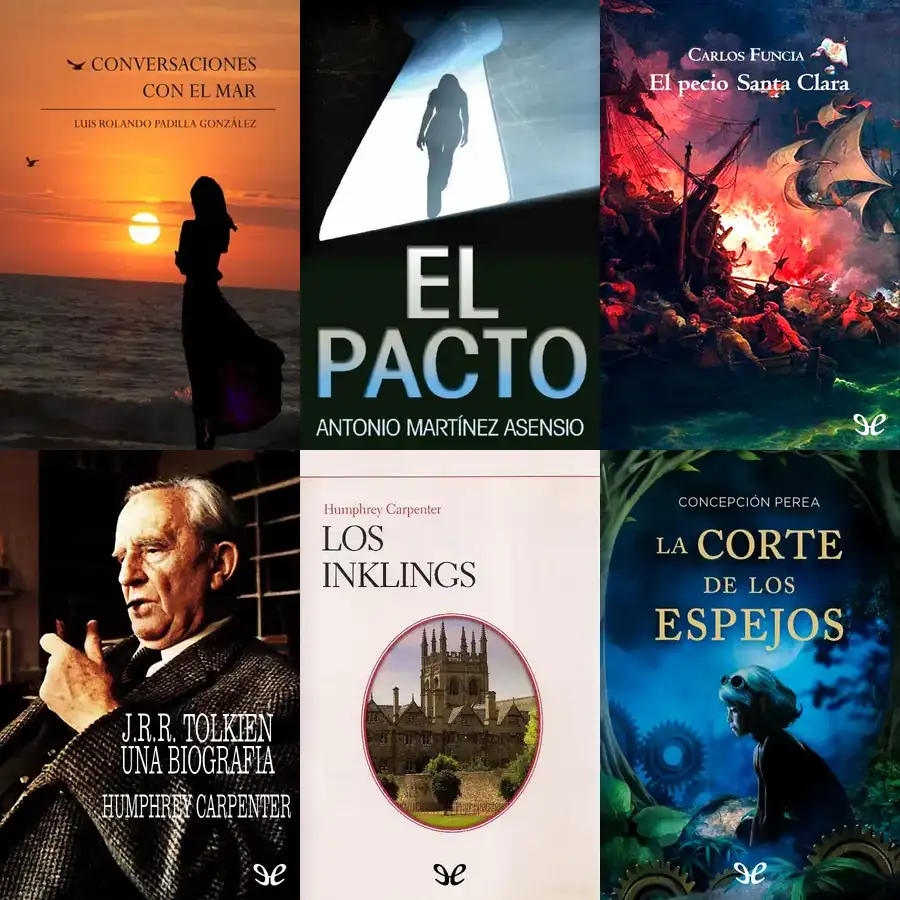 CONVERSACIONES
CON EL MAR
LUIS ROLANDO PADILLA GONZÁLEZ
EL
PACTO
ANTONIO MARTÍNEZ ASENSIO
CARLOS FUNCIA
El pecio Santa Clara
J.R.R. TOLKIEN
UNA BIOGRAFIA
HUMPHREY CARPENTER
Humphrey Carpenter
LOS
INKLINGS
CONCEPCIÓN PEREA
LA CORTE
DE LOS
ESPEJOS